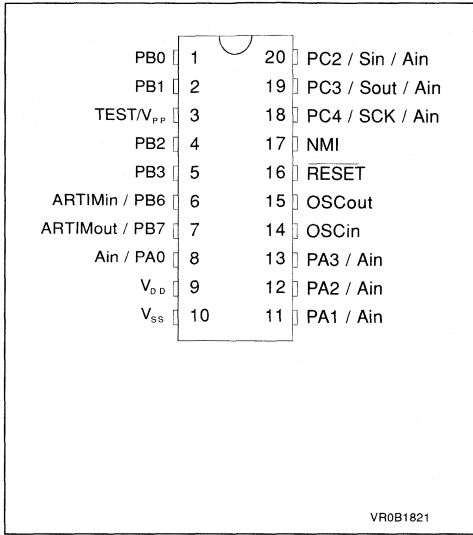 PB0 1 20 PC2 / Sin / Ain
PB1 2 19 PC3 / Sout / Ain
TEST/VPP 3 18 PC4 / SCK / Ain
PB2 4 17 NMI
PB3 5 16 RESET
ARTIMin / PB6 6 15 OSCout
ARTIMout / PB7 7 14 OSCin
Ain / PA0 8 13 PA3 / Ain
VDD 9 12 PA2 / Ain
VSS 10 11 PA1 / Ain
VR0B1821